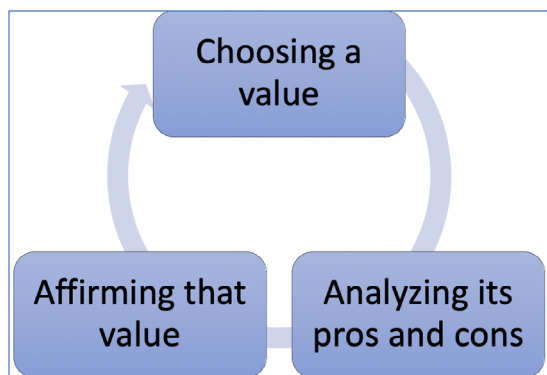 Choosing a
value
Analyzing its
pros and cons
Affirming that
value